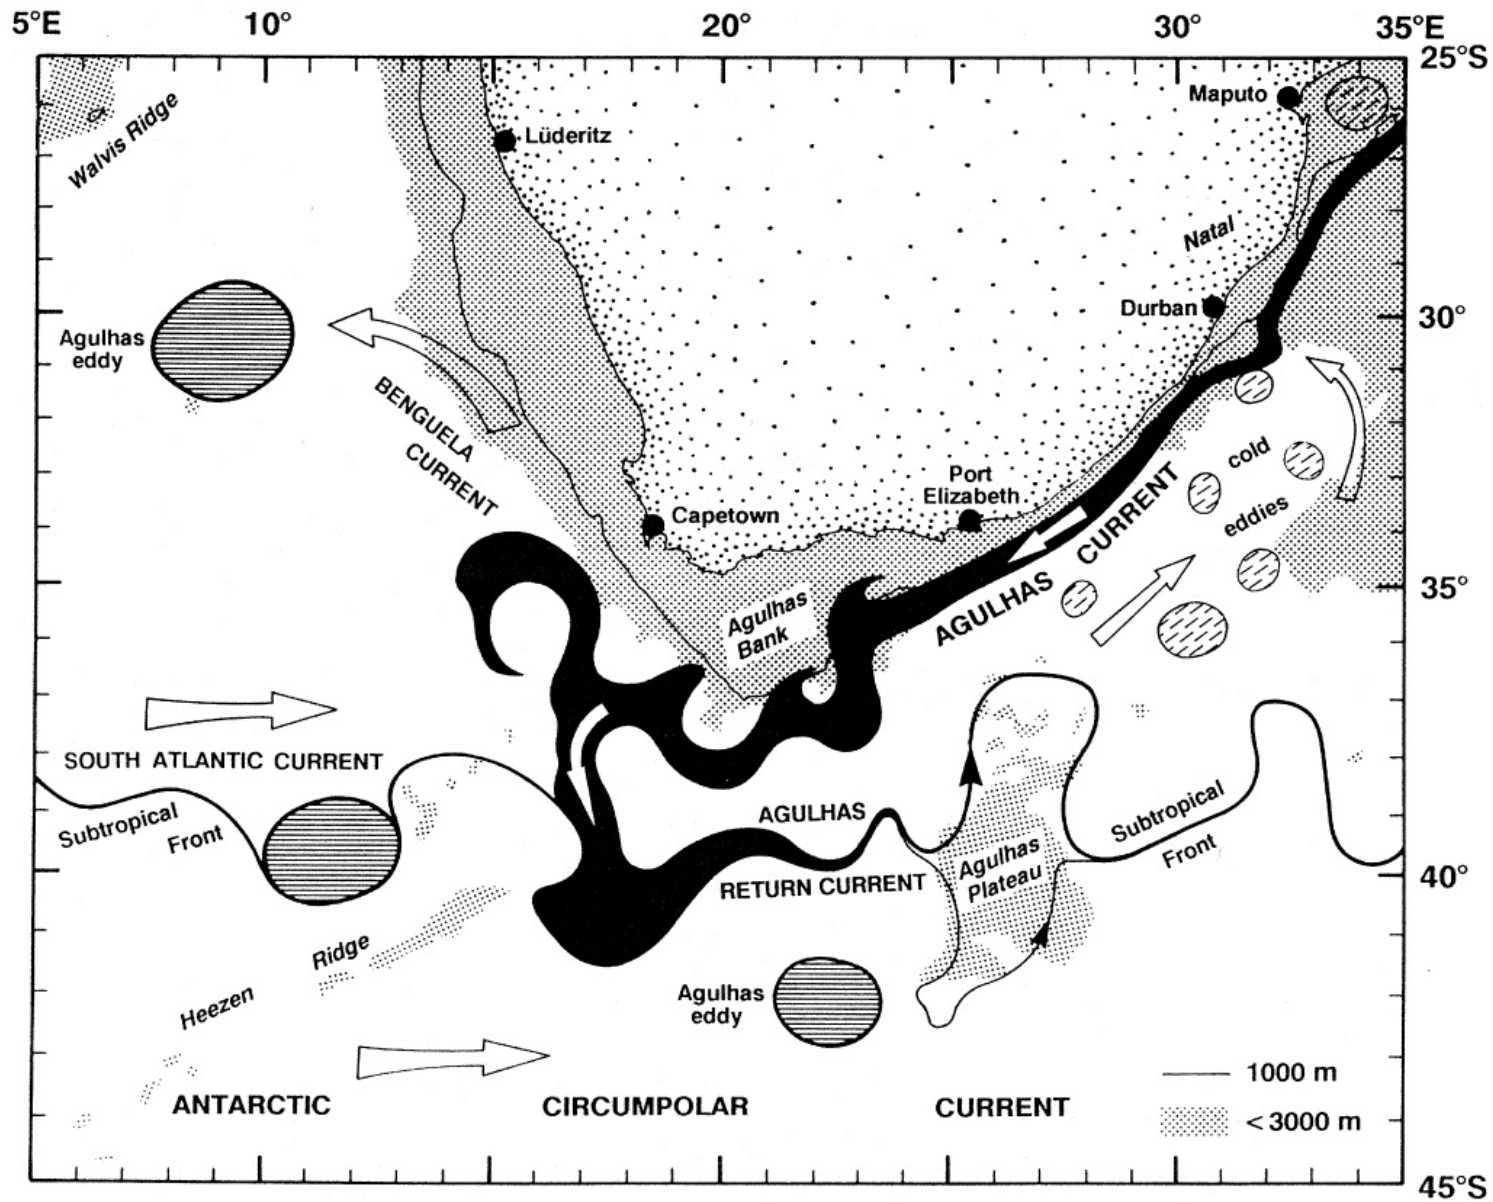 5°E 10° 20° 30° 35°E
25°S
Maputo
Walvis Ridge
Lüderitz
Natal
Durban
30°
Agulhas
eddy
BENGUELA
CURRENT
cold
eddies
Port
Elizabeth
Capetown
AGULHAS CURRENT
35°
Agulhas
Bank
SOUTH ATLANTIC CURRENT
Subtropical
Front
AGULHAS
RETURN CURRENT
Agulhas
Plateau
Subtropical
Front
40°
Heezen Ridge
Agulhas
eddy
1000 m
< 3000 m
ANTARCTIC CIRCUMPOLAR CURRENT
45°S